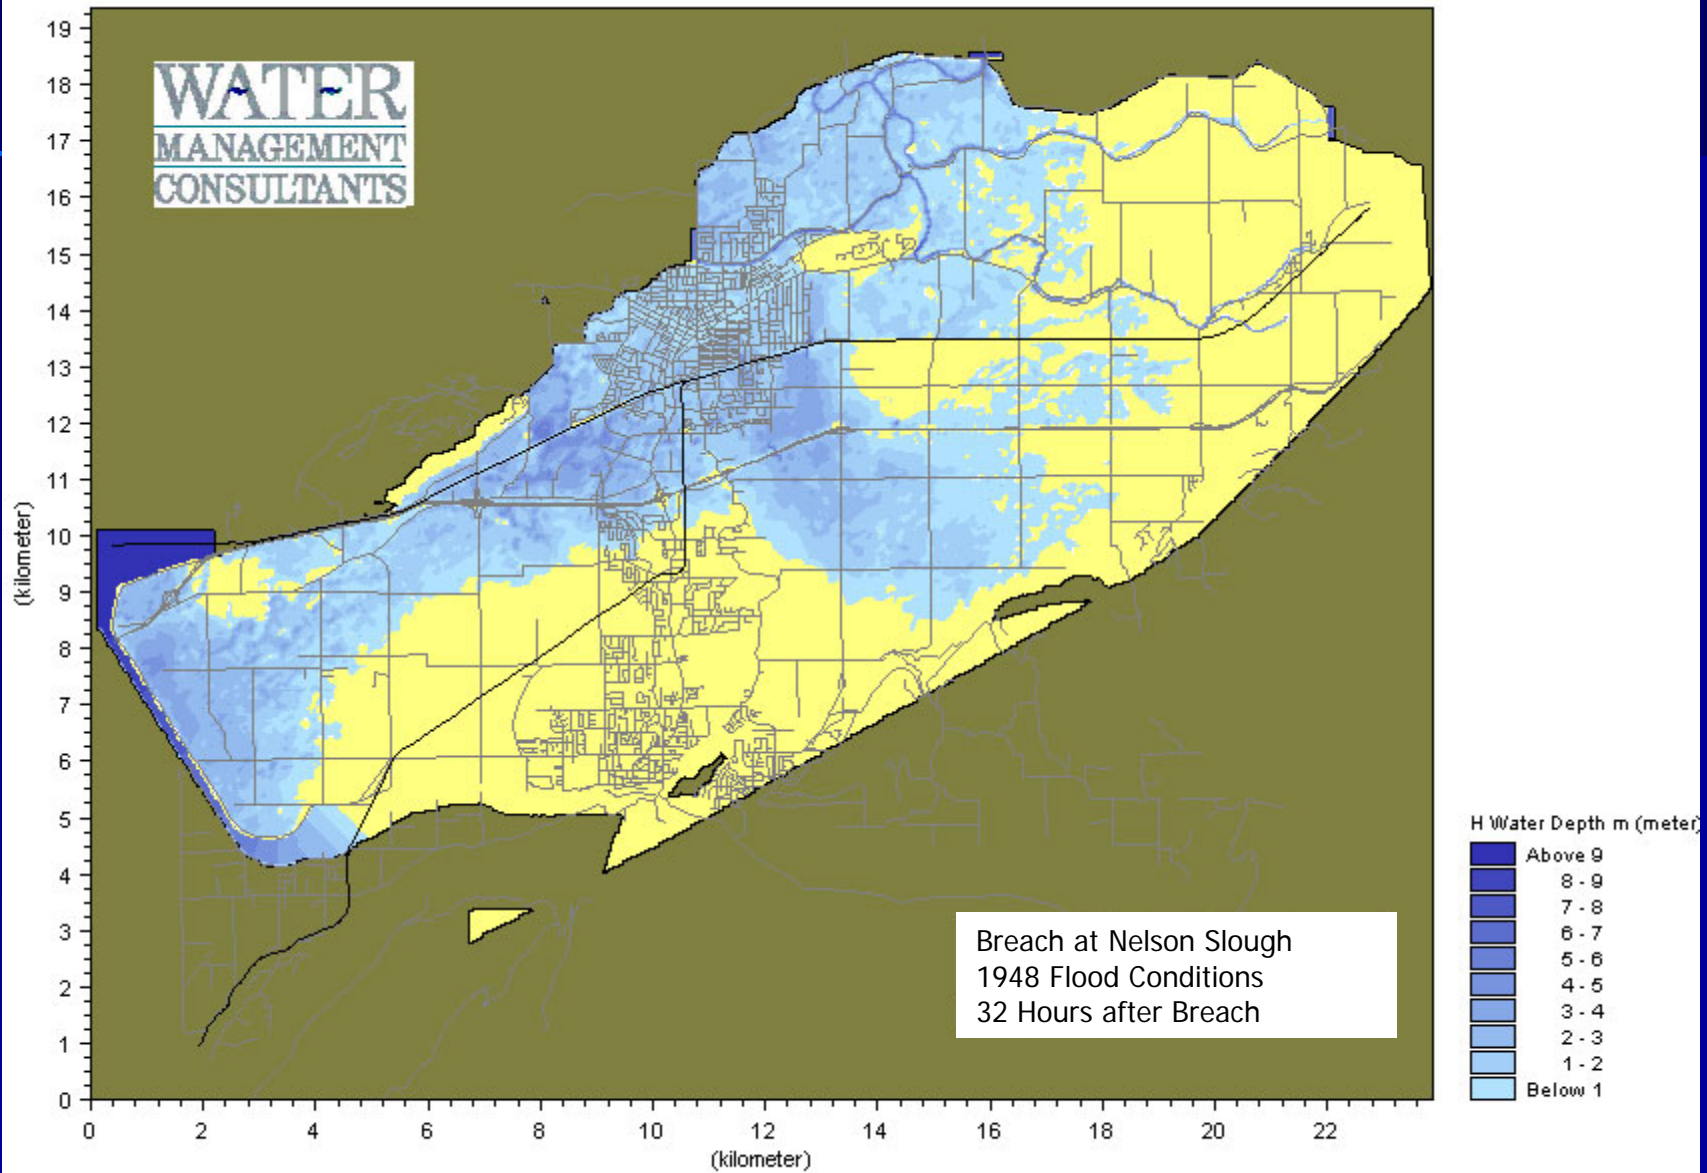 WATER
MANAGEMENT
CONSULTANTS
19
18
17
16
15
14
13
12
11
10
9
8
7
6
5
4
3
2
1
0
(kilometer)
0 2 4 6 8 10 12 14 16 18 20 22
(kilometer)
Breach at Nelson Slough
1948 Flood Conditions
32 Hours after Breach
H Water Depth m (meter)
Above 9
8 - 9
7 - 8
6 - 7
5 - 6
4 - 5
3 - 4
2 - 3
1 - 2
Below 1